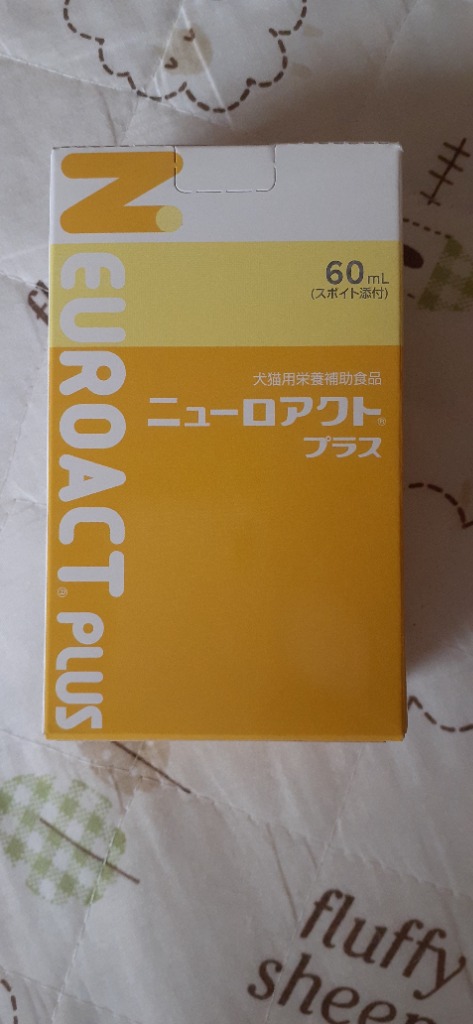 NEUROACT® PLUS
60mL
(スポイト添付)
犬猫用栄養補助食品
ニューロアクト®
プラス
fluffy
sheep